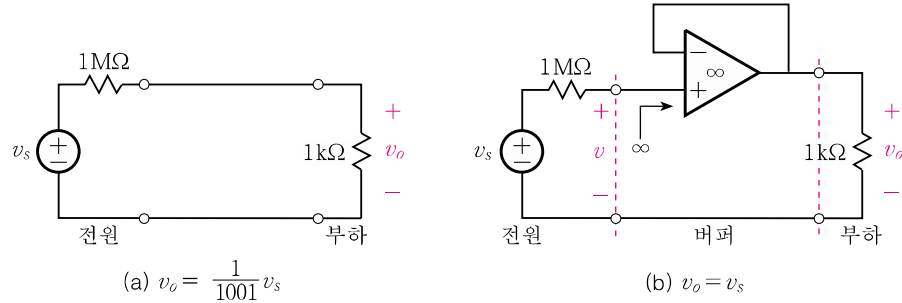 1MΩ
+
−
v_s
1kΩ
+
v_o
−
전원
부하
(a) v_o = 1/1001 v_s
1MΩ
+
−
v_s
+
v
−
∞
−
∞
+
1kΩ
+
v_o
−
전원
버퍼
부하
(b) v_o = v_s